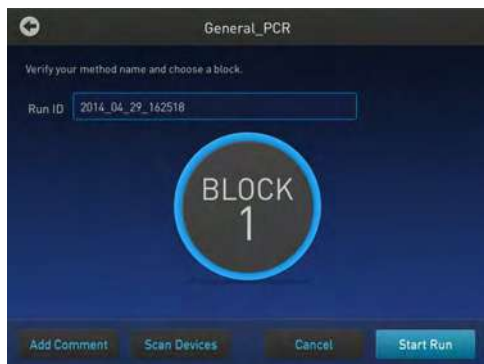 General_PCR
Verify your method name and choose a block.
Run ID 2014_04_29_162518
BLOCK
1
Add Comment Scan Devices Cancel Start Run